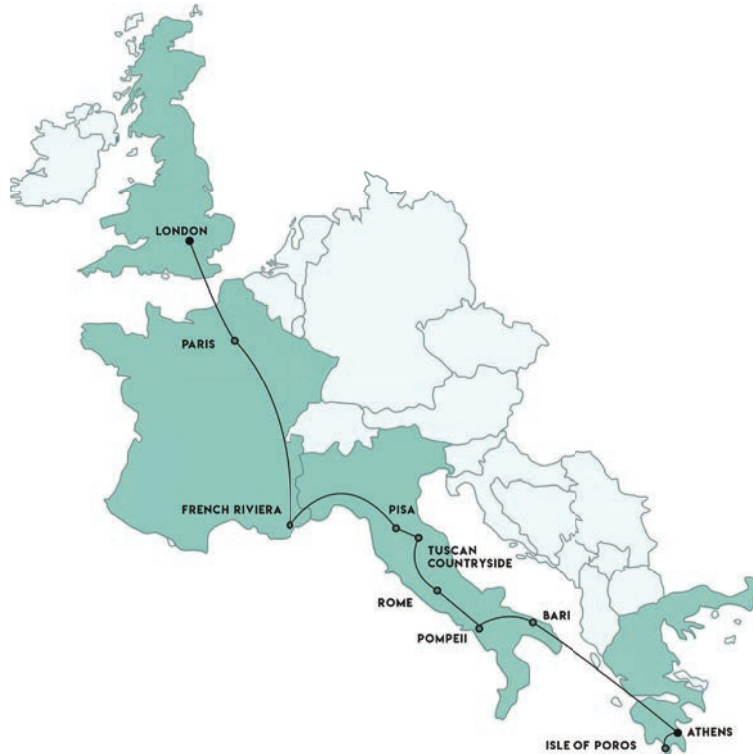 LONDON
PARIS
FRENCH RIVIERA
PISA
TUSCAN
COUNTRYSIDE
ROME
BARI
POMPEII
ATHENS
ISLE OF POROS